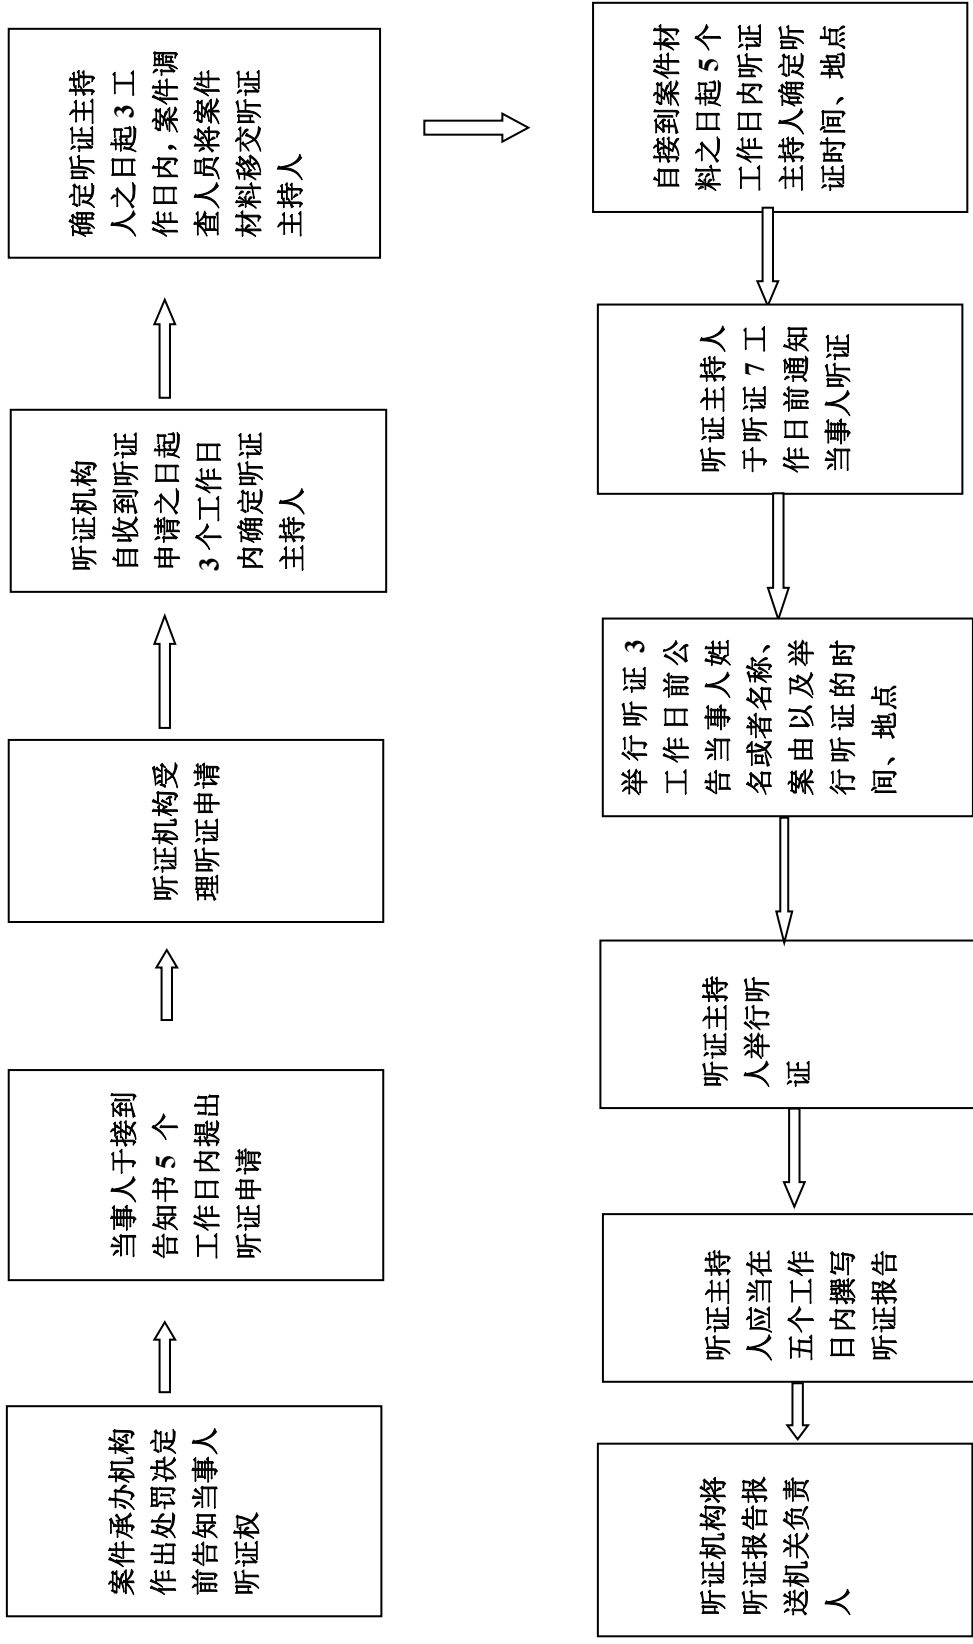 案件承办机构
作出处罚决定
前告知当事人
听证权
当事人于接到
告知书 5 个
工作日内提出
听证申请
听证机构受
理听证申请
听证机构
自收到听证
申请之日起
3 个工作日
内确定听证
主持人
确定听证主持
人之日起 3 工
作日内，案件调
查人员将案件
材料移交听证
主持人
自接到案件材
料之日起 5 个
工作日内听证
主持人确定听
证时间、地点
听证主持人
于听证 7 工
作日前通知
当事人听证
举行听证 3
工作日前公
告当事人姓
名或者名称、
案由以及举
行听证的时
间、地点
听证主持
人举行听
证
听证主持
人应当在
五个工作
日内撰写
听证报告
听证机构将
听证报告报
送机关负责
人